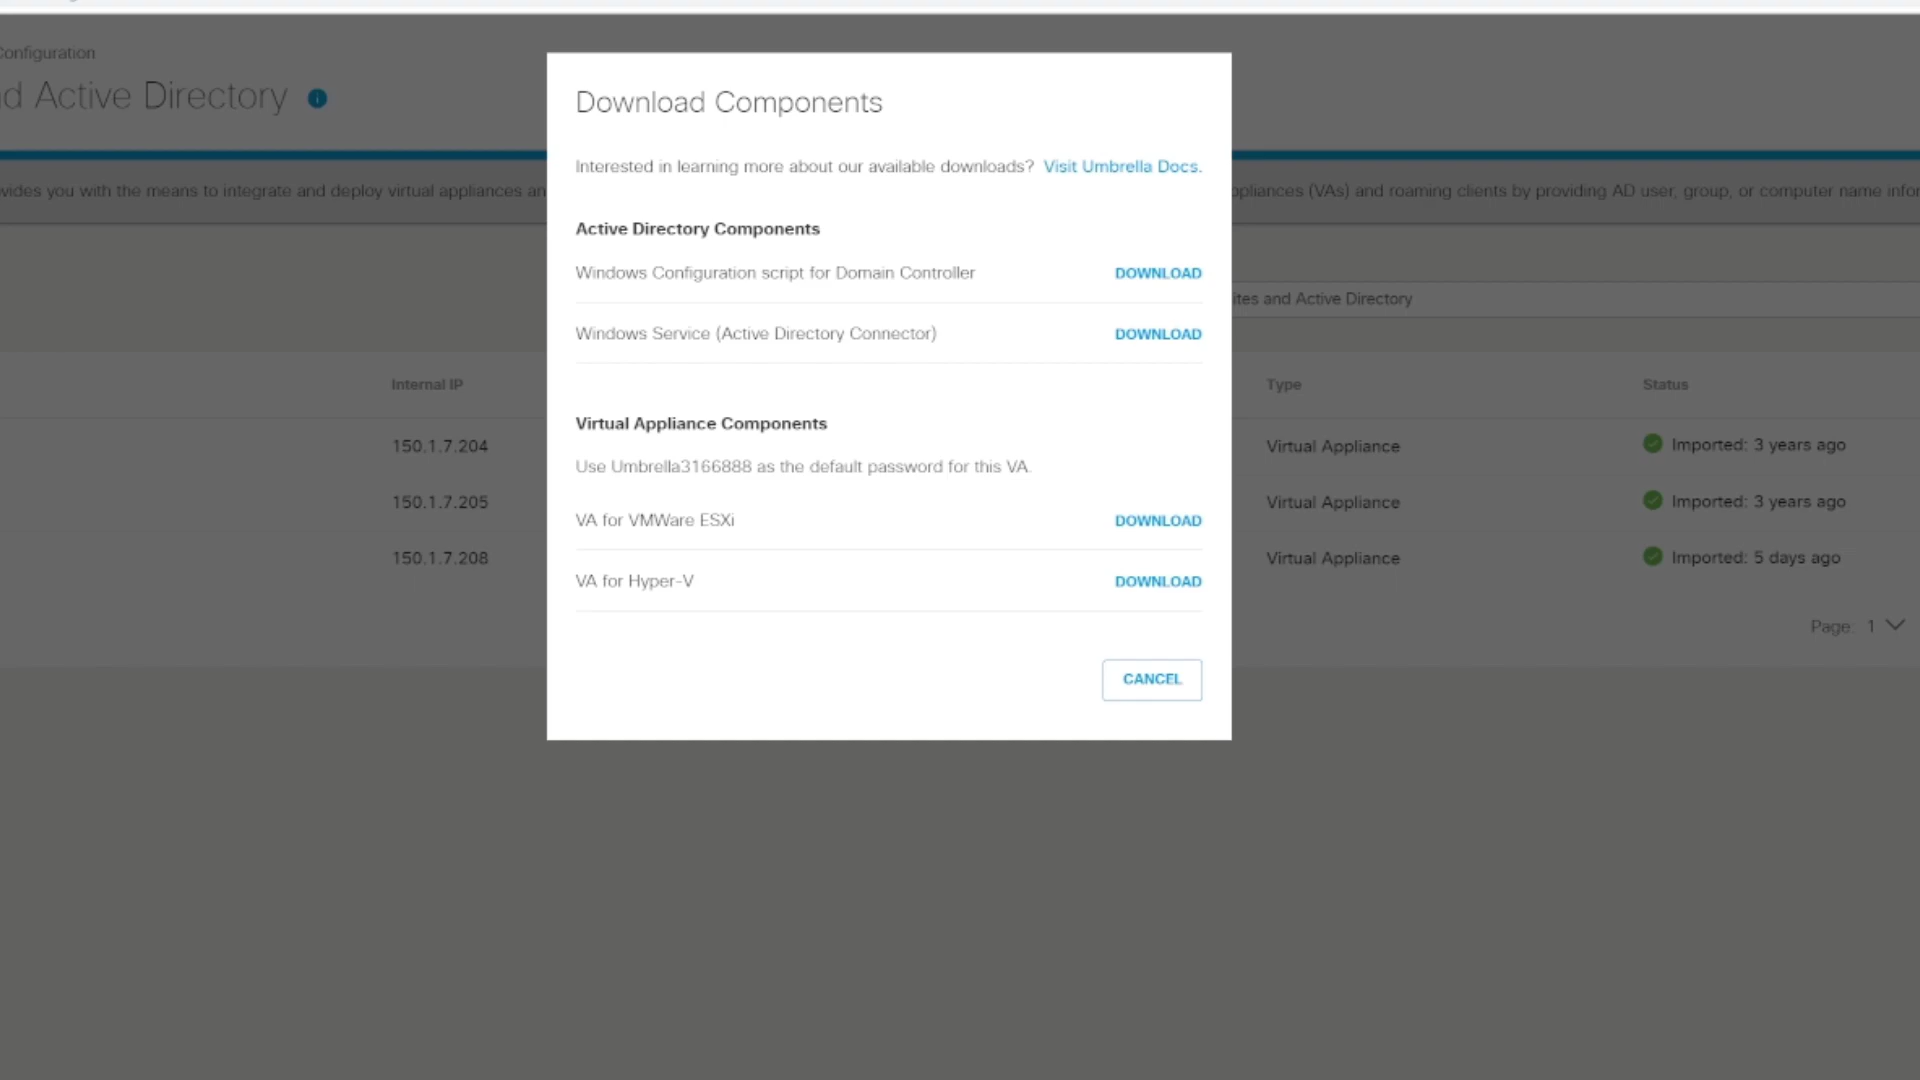 Configuration
d Active Directory
Download Components
Interested in learning more about our available downloads? Visit Umbrella Docs.
vides you with the means to integrate and deploy virtual appliances an
ppliances (VAs) and roaming clients by providing AD user, group, or computer name infor
Active Directory Components
Windows Configuration script for Domain Controller DOWNLOAD
ites and Active Directory
Windows Service (Active Directory Connector) DOWNLOAD
Internal IP Type Status
Virtual Appliance Components
150.1.7.204 Virtual Appliance Imported: 3 years ago
Use Umbrella3166888 as the default password for this VA.
150.1.7.205 Virtual Appliance Imported: 3 years ago
VA for VMWare ESXi DOWNLOAD
150.1.7.208 Virtual Appliance Imported: 5 days ago
VA for Hyper-V DOWNLOAD
Page: 1
CANCEL